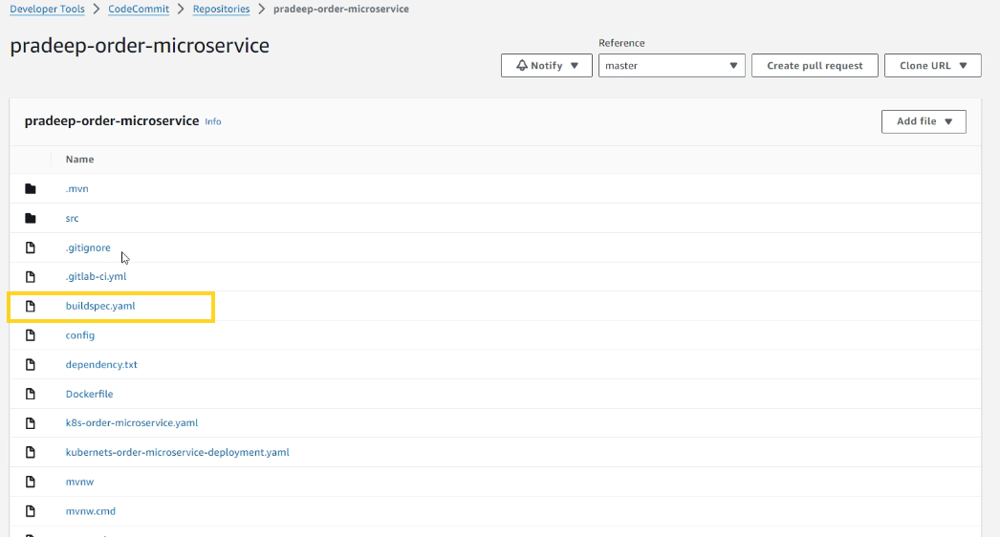 Developer Tools > CodeCommit > Repositories > pradeep-order-microservice
pradeep-order-microservice
Reference
Notify master Create pull request Clone URL
pradeep-order-microservice Info
Add file
Name
.mvn
src
.gitignore
.gitlab-ci.yml
buildspec.yaml
config
dependency.txt
Dockerfile
k8s-order-microservice.yaml
kubernets-order-microservice-deployment.yaml
mvnw
mvnw.cmd